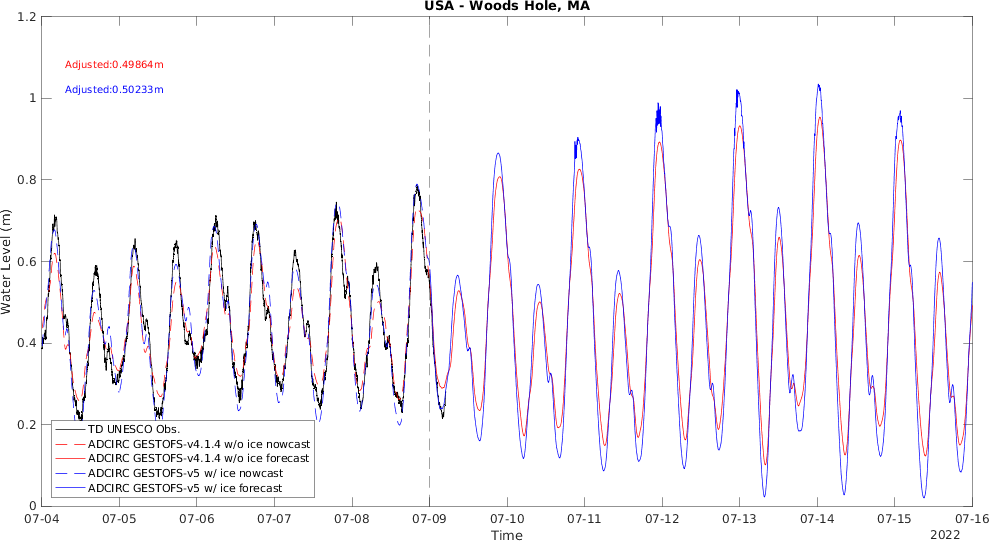 USA - Woods Hole, MA
1.2
1
0.8
0.6
0.4
0.2
0
Water Level (m)
Adjusted:0.49864m
Adjusted:0.50233m
TD UNESCO Obs.
ADCIRC GESTOFS-v4.1.4 w/o ice nowcast
ADCIRC GESTOFS-v4.1.4 w/o ice forecast
ADCIRC GESTOFS-v5 w/ ice nowcast
ADCIRC GESTOFS-v5 w/ ice forecast
07-04 07-05 07-06 07-07 07-08 07-09 07-10 07-11 07-12 07-13 07-14 07-15 07-16
Time
2022